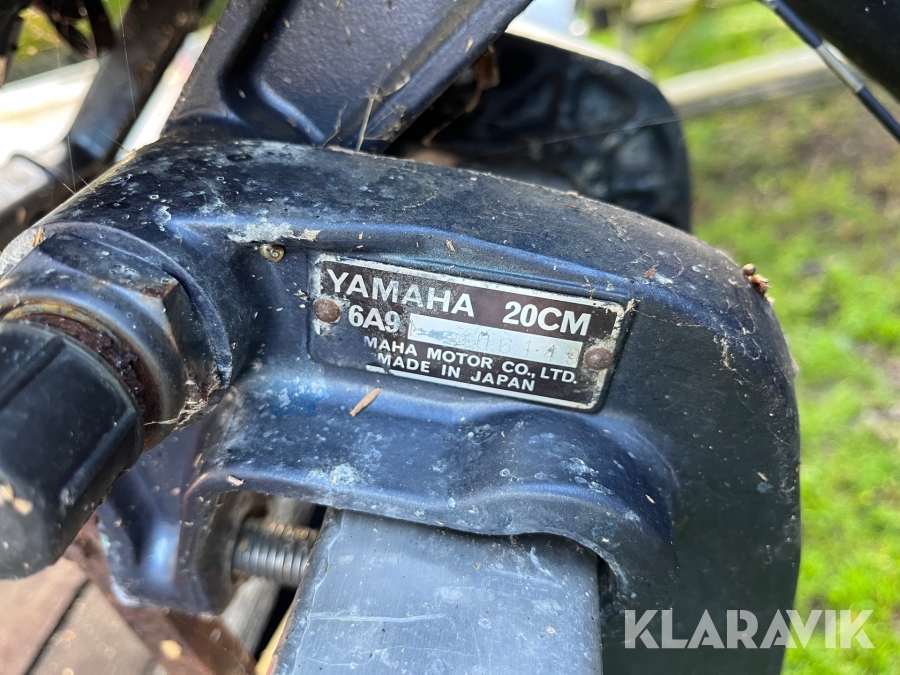 YAMAHA 20CM
6A9
MAHA MOTOR CO., LTD.
MADE IN JAPAN
KLARAVIK